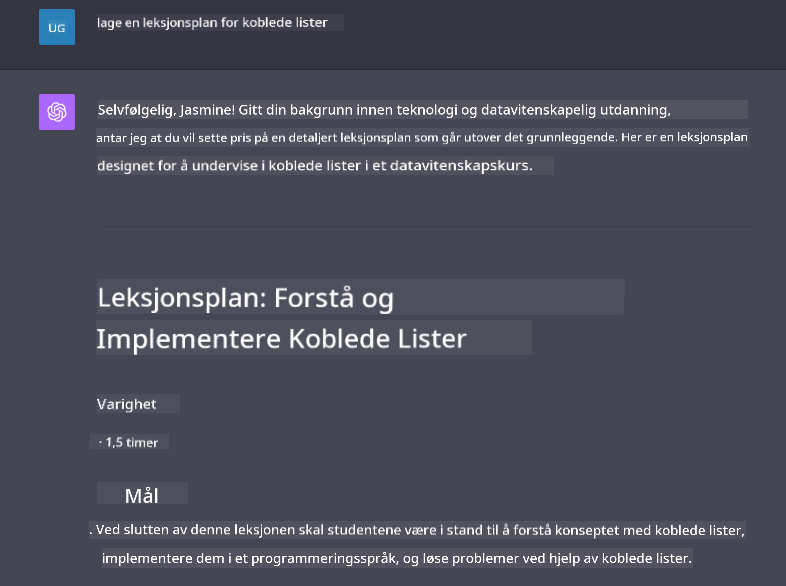 UG
lage en leksjonsplan for koblede lister
Selvfølgelig, Jasmine! Gitt din bakgrunn innen teknologi og datavitenskapelig utdanning,
antar jeg at du vil sette pris på en detaljert leksjonsplan som går utover det grunnleggende. Her er en leksjonsplan
designet for å undervise i koblede lister i et datavitenskapskurs.
Leksjonsplan: Forstå og
Implementere Koblede Lister
Varighet
· 1,5 timer
Mål
. Ved slutten av denne leksjonen skal studentene være i stand til å forstå konseptet med koblede lister,
implementere dem i et programmeringsspråk, og løse problemer ved hjelp av koblede lister.